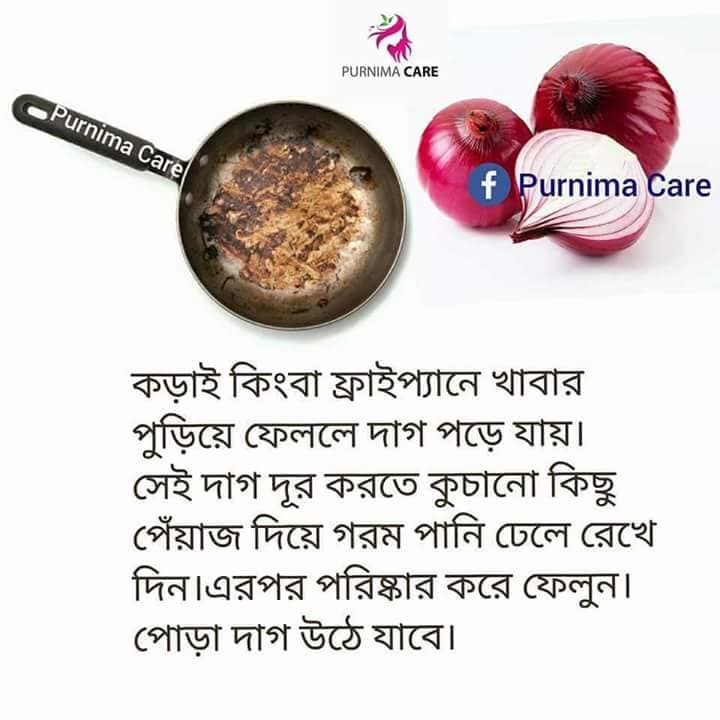 PURNIMA CARE
Purnima Care
Purnima Care
কড়াই কিংবা ফ্রাইপ্যানে খাবার
পুড়িয়ে ফেললে দাগ পড়ে যায়।
সেই দাগ দূর করতে কুচানো কিছু
পেঁয়াজ দিয়ে গরম পানি ঢেলে রেখে
দিন।এরপর পরিষ্কার করে ফেলুন।
পোড়া দাগ উঠে যাবে।